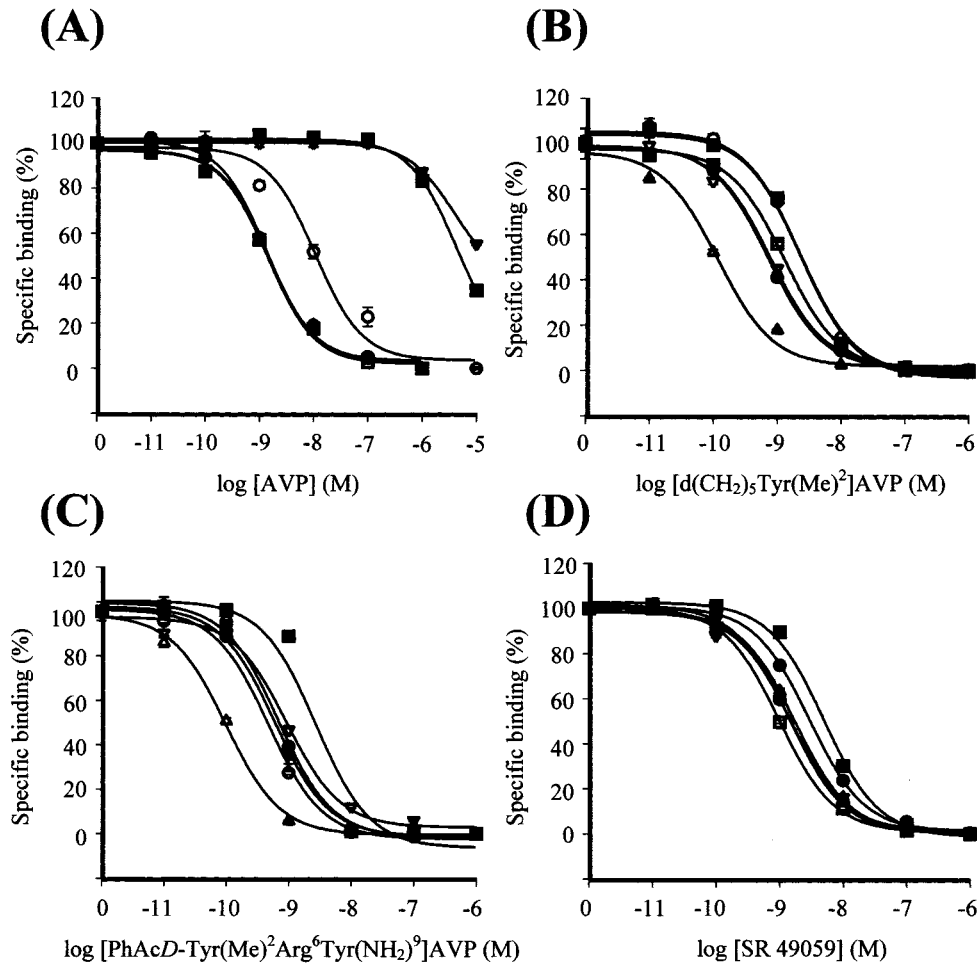 (A)
Specific binding (%)
120
100
80
60
40
20
0
0 -11 -10 -9 -8 -7 -6 -5
log [AVP] (M)
(B)
Specific binding (%)
120
100
80
60
40
20
0
0 -11 -10 -9 -8 -7 -6
log [d(CH₂)₅Tyr(Me)²]AVP (M)
(C)
Specific binding (%)
120
100
80
60
40
20
0
0 -11 -10 -9 -8 -7 -6
log [PhAcD-Tyr(Me)²Arg⁶Tyr(NH₂)⁹]AVP (M)
(D)
Specific binding (%)
120
100
80
60
40
20
0
0 -11 -10 -9 -8 -7 -6
log [SR 49059] (M)